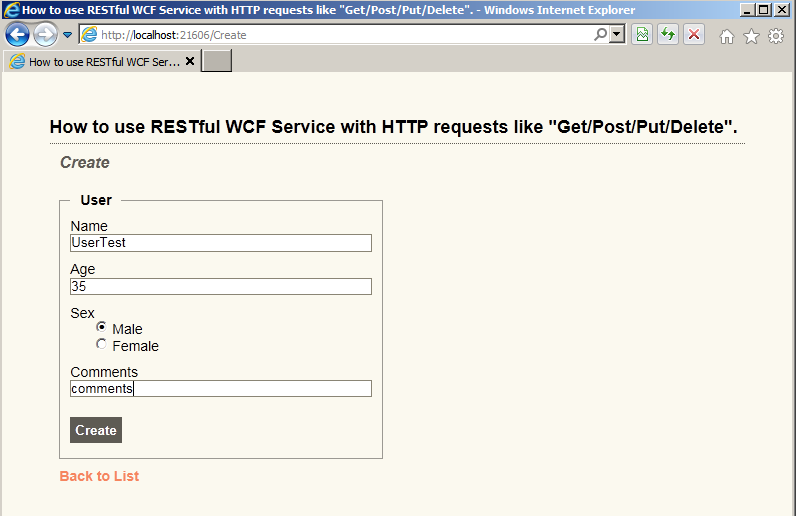 How to use RESTful WCF Service with HTTP requests like "Get/Post/Put/Delete". - Windows Internet Explorer
http://localhost:21606/Create
How to use RESTful WCF Ser...
How to use RESTful WCF Service with HTTP requests like "Get/Post/Put/Delete".
Create
User
Name
UserTest
Age
35
Sex
Male
Female
Comments
comments
Create
Back to List